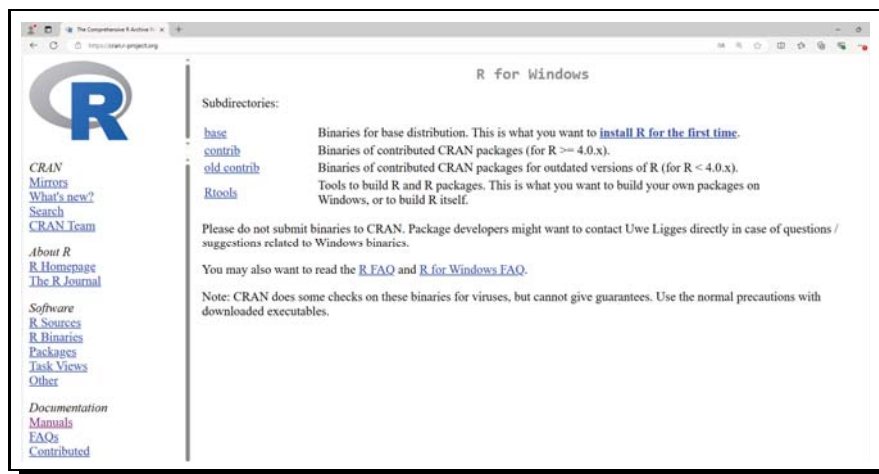 The Comprehensive R Archive N
https://cran.r-project.org
R
CRAN
Mirrors
What's new?
Search
CRAN Team
About R
R Homepage
The R Journal
Software
R Sources
R Binaries
Packages
Task Views
Other
Documentation
Manuals
FAQs
Contributed
R for Windows
Subdirectories:
base Binaries for base distribution. This is what you want to install R for the first time.
contrib Binaries of contributed CRAN packages (for R >= 4.0.x).
old contrib Binaries of contributed CRAN packages for outdated versions of R (for R < 4.0.x).
Rtools Tools to build R and R packages. This is what you want to build your own packages on
Windows, or to build R itself.
Please do not submit binaries to CRAN. Package developers might want to contact Uwe Ligges directly in case of questions /
suggestions related to Windows binaries.
You may also want to read the R FAQ and R for Windows FAQ.
Note: CRAN does some checks on these binaries for viruses, but cannot give guarantees. Use the normal precautions with
downloaded executables.